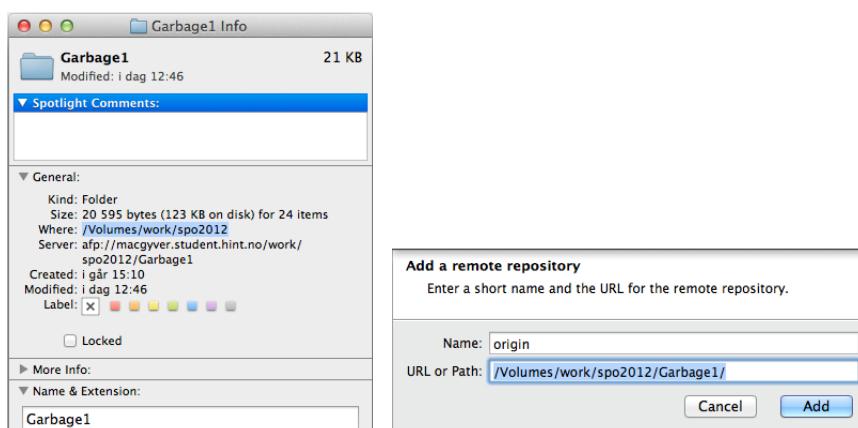 Garbage1 Info
Garbage1 21 KB
Modified: i dag 12:46
Spotlight Comments:
General:
Kind: Folder
Size: 20 595 bytes (123 KB on disk) for 24 items
Where: /Volumes/work/spo2012
Server: afp://macgyver.student.hint.no/work/
spo2012/Garbage1
Created: i går 15:10
Modified: i dag 12:46
Label:
Locked
More Info:
Name & Extension:
Garbage1
Add a remote repository
Enter a short name and the URL for the remote repository.
Name: origin
URL or Path: /Volumes/work/spo2012/Garbage1/
Cancel Add